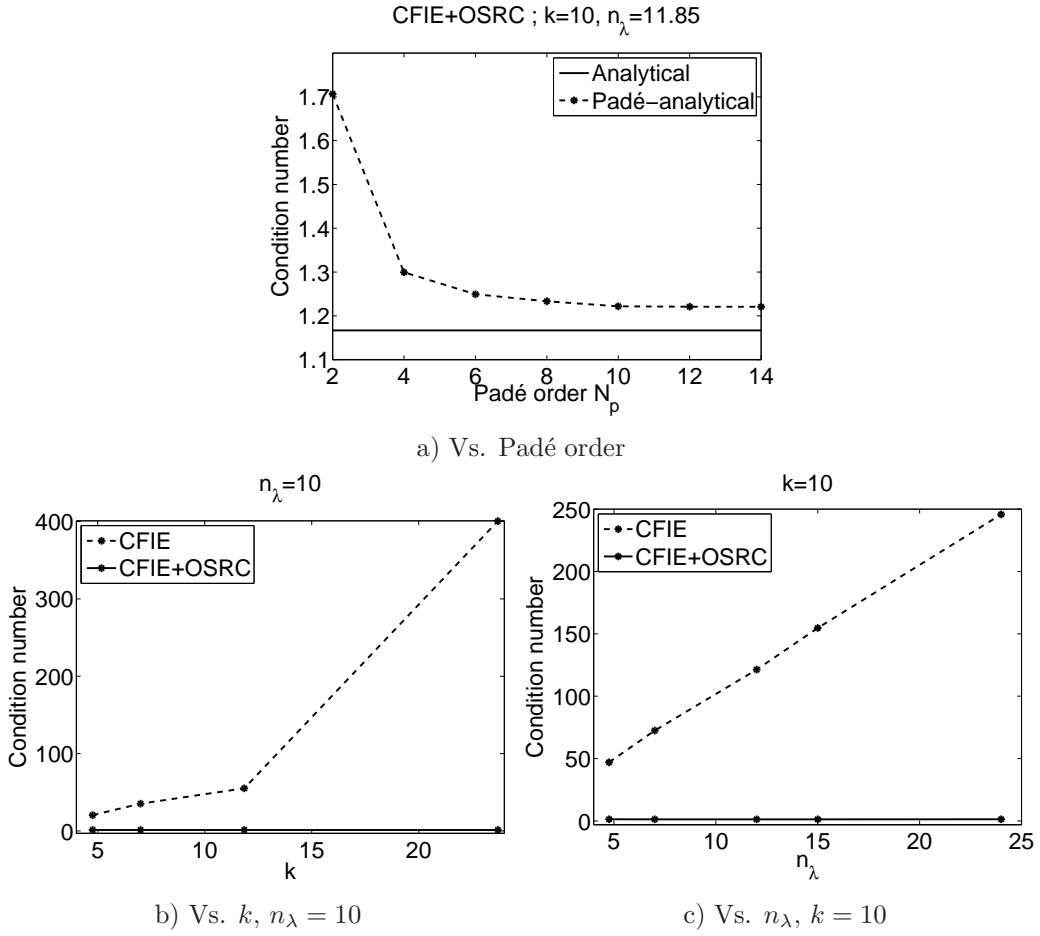 CFIE+OSRC ; k=10, n_λ=11.85
Analytical
Padé−analytical
Condition number
1.7
1.6
1.5
1.4
1.3
1.2
1.1
2 4 6 8 10 12 14
Padé order N_p
a) Vs. Padé order
n_λ=10
CFIE
CFIE+OSRC
Condition number
400
300
200
100
0
5 10 15 20
k
b) Vs. k, n_λ = 10
k=10
CFIE
CFIE+OSRC
Condition number
250
200
150
100
50
0
5 10 15 20 25
n_λ
c) Vs. n_λ, k = 10